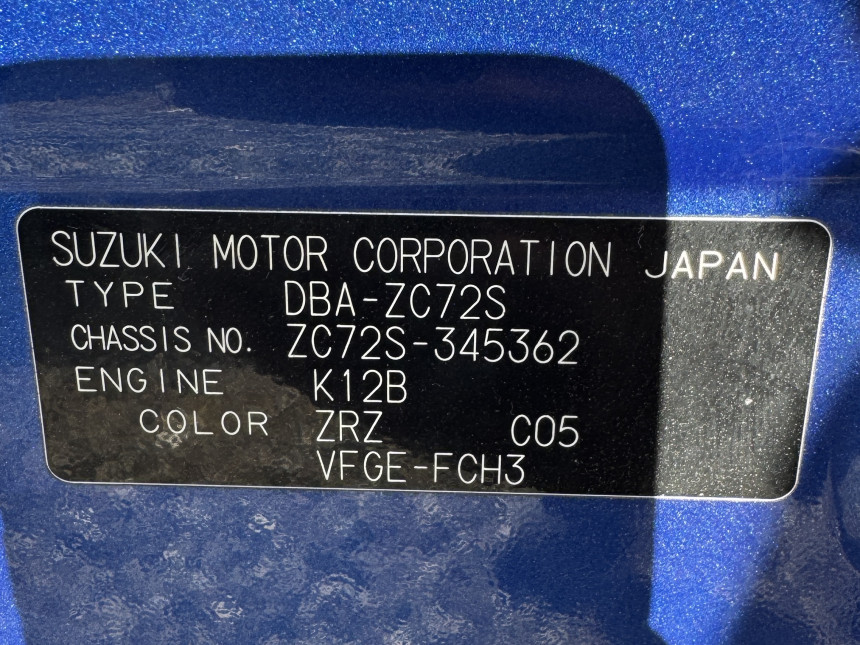 SUZUKI MOTOR CORPORATION JAPAN
TYPE DBA-ZC72S
CHASSIS NO. ZC72S-345362
ENGINE K12B
COLOR ZRZ C05
VFGE-FCH3